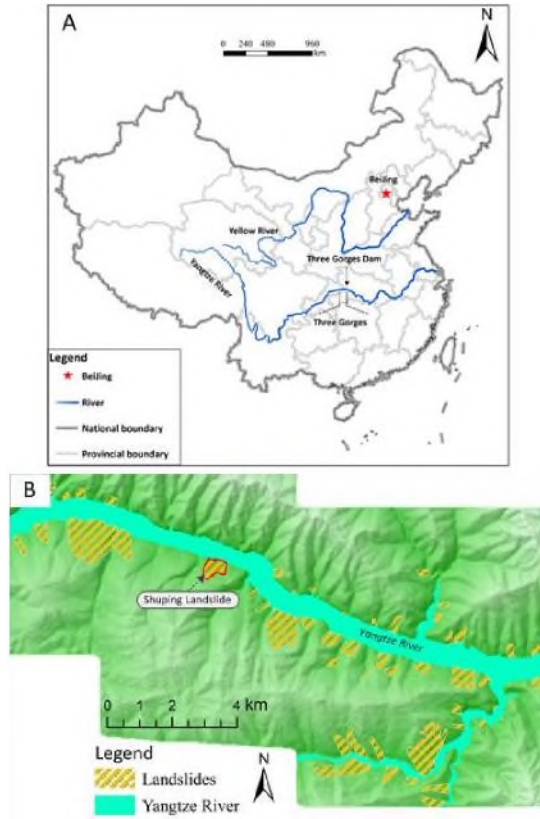 A
N
0 240 480 960
Km
Beijing
Yellow River
Three Gorges Dam
Yangtze River
Three Gorges
Legend
Beijing
River
National boundary
Provincial boundary
B
Shuping Landslide
Yangtze River
0 1 2 4 km
Legend
N
Landslides
Yangtze River